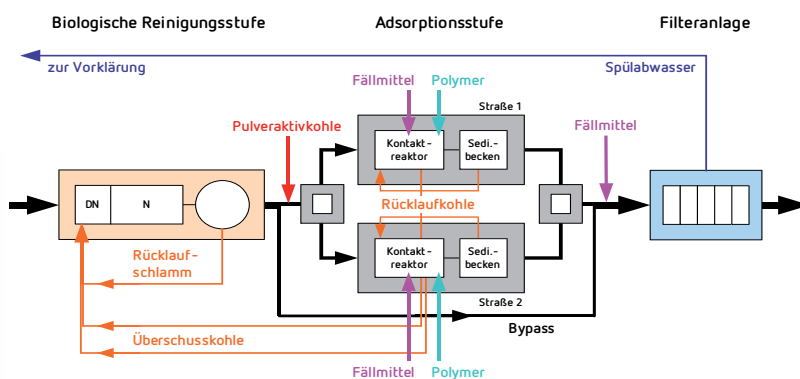 Biologische Reinigungsstufe
Adsorptionsstufe
Filteranlage
zur Vorklärung
Spülabwasser
Fällmittel
Polymer
Straße 1
Pulveraktivkohle
Fällmittel
Kontakt-
reaktor
Sedi.-
becken
DN
N
Rücklaufkohle
Kontakt-
reaktor
Sedi.-
becken
Rücklauf-
schlamm
Straße 2
Bypass
Überschusskohle
Fällmittel
Polymer